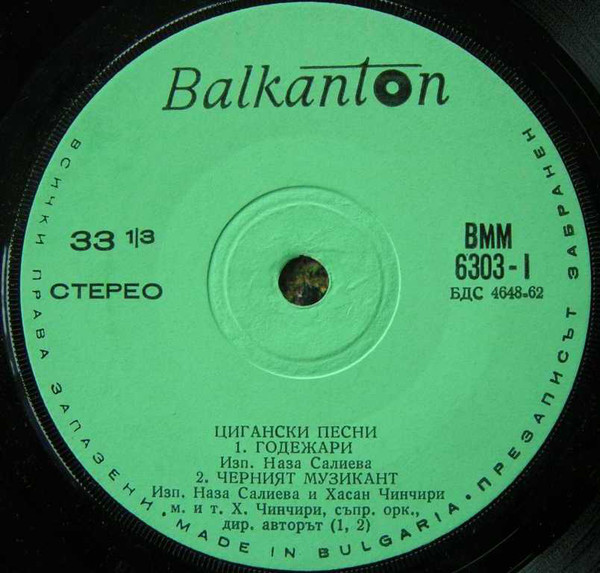 Balkanton
33 1/3
СТЕРЕО
ВММ
6303-1
БДС 4648-62
ЦИГАНСКИ ПЕСНИ
1. ГОДЕЖАРИ
Изп. Наза Салиева
2. ЧЕРНИЯТ МУЗИКАНТ
Изп. Наза Салиева и Хасан Чинчири
м. и т. Х. Чинчири, съпр. орк.,
дир. авторът (1, 2)
ВСИЧКИ ПРАВА ЗАПАЗЕНИ. MADE IN BULGARIA. ПРЕЗАПИСЪТ ЗАБРАНЕН